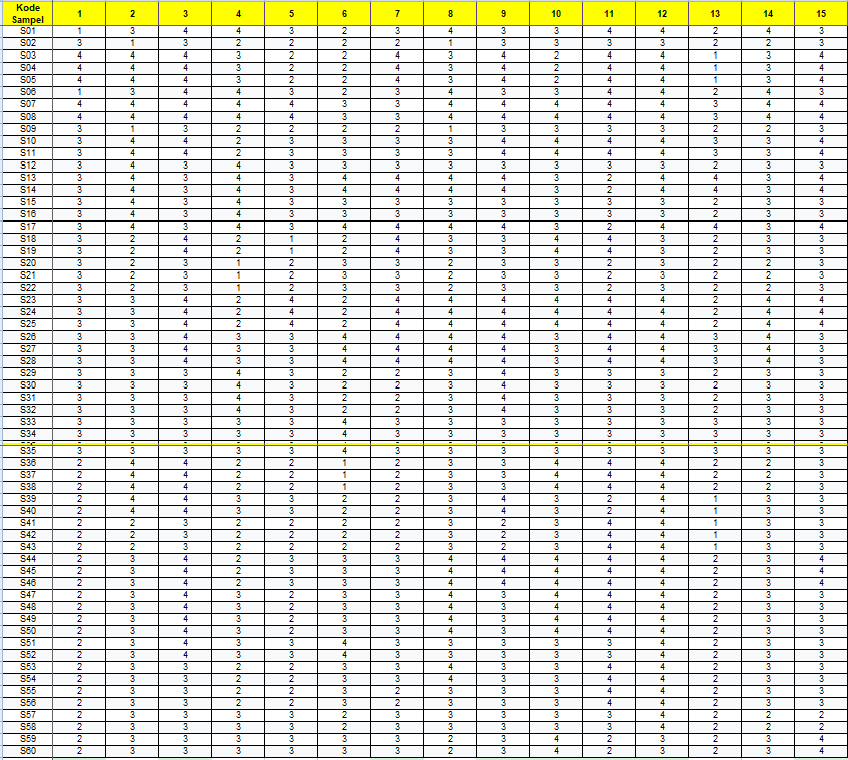 Kode Sampel 1 2 3 4 5 6 7 8 9 10 11 12 13 14 15
S01 1 3 4 4 3 2 3 4 3 3 4 4 2 4 3
S02 3 1 3 2 2 2 2 1 3 3 3 3 2 2 3
S03 4 4 4 3 2 2 4 3 4 2 4 4 1 3 4
S04 4 4 4 3 2 2 4 3 4 2 4 4 1 3 4
S05 4 4 4 3 2 2 4 3 4 2 4 4 1 3 4
S06 1 3 4 4 3 2 3 4 3 3 4 4 2 4 3
S07 4 4 4 4 4 3 3 4 4 4 4 4 3 4 4
S08 4 4 4 4 4 3 3 4 4 4 4 4 3 4 4
S09 3 1 3 2 2 2 2 1 3 3 3 3 2 2 3
S10 3 4 4 2 3 3 3 3 4 4 4 4 3 3 4
S11 3 4 4 2 3 3 3 3 4 4 4 4 3 3 4
S12 3 4 3 4 3 3 3 3 3 3 3 3 2 3 3
S13 3 4 3 4 3 4 4 4 4 3 2 4 4 3 4
S14 3 4 3 4 3 4 4 4 4 3 2 4 4 3 4
S15 3 4 3 4 3 3 3 3 3 3 3 3 2 3 3
S16 3 4 3 4 3 3 3 3 3 3 3 3 2 3 3
S17 3 4 3 4 3 4 4 4 4 3 2 4 4 3 4
S18 3 2 4 2 1 2 4 3 3 4 4 3 2 3 3
S19 3 2 4 2 1 2 4 3 3 4 4 3 2 3 3
S20 3 2 3 1 2 3 3 2 3 3 2 3 2 2 3
S21 3 2 3 1 2 3 3 2 3 3 2 3 2 2 3
S22 3 2 3 1 2 3 3 2 3 3 2 3 2 2 3
S23 3 3 4 2 4 2 4 4 4 4 4 4 2 4 4
S24 3 3 4 2 4 2 4 4 4 4 4 4 2 4 4
S25 3 3 4 2 4 2 4 4 4 4 4 4 2 4 4
S26 3 3 4 3 3 4 4 4 4 3 4 4 3 4 3
S27 3 3 4 3 3 4 4 4 4 3 4 4 3 4 3
S28 3 3 4 3 3 4 4 4 4 3 4 4 3 4 3
S29 3 3 3 4 3 2 2 3 4 3 3 3 2 3 3
S30 3 3 3 4 3 2 2 3 4 3 3 3 2 3 3
S31 3 3 3 4 3 2 2 3 4 3 3 3 2 3 3
S32 3 3 3 4 3 2 2 3 4 3 3 3 2 3 3
S33 3 3 3 3 3 4 3 3 3 3 3 3 3 3 3
S34 3 3 3 3 3 4 3 3 3 3 3 3 3 3 3
S35 3 3 3 3 3 4 3 3 3 3 3 3 3 3 3
S36 2 4 4 2 2 1 2 3 3 4 4 4 2 2 3
S37 2 4 4 2 2 1 2 3 3 4 4 4 2 2 3
S38 2 4 4 2 2 1 2 3 3 4 4 4 2 2 3
S39 2 4 4 3 3 2 2 3 4 3 2 4 1 3 3
S40 2 4 4 3 3 2 2 3 4 3 2 4 1 3 3
S41 2 2 3 2 2 2 2 3 2 3 4 4 1 3 3
S42 2 2 3 2 2 2 2 3 2 3 4 4 1 3 3
S43 2 2 3 2 2 2 2 3 2 3 4 4 1 3 3
S44 2 3 4 2 3 3 3 4 4 4 4 4 2 3 4
S45 2 3 4 2 3 3 3 4 4 4 4 4 2 3 4
S46 2 3 4 2 3 3 3 4 4 4 4 4 2 3 4
S47 2 3 4 3 2 3 3 4 3 4 4 4 2 3 3
S48 2 3 4 3 2 3 3 4 3 4 4 4 2 3 3
S49 2 3 4 3 2 3 3 4 3 4 4 4 2 3 3
S50 2 3 4 3 2 3 3 4 3 4 4 4 2 3 3
S51 2 3 4 3 3 4 3 3 3 3 3 4 2 3 3
S52 2 3 4 3 3 4 3 3 3 3 3 4 2 3 3
S53 2 3 3 2 2 3 3 4 3 3 4 4 2 3 3
S54 2 3 3 2 2 3 3 4 3 3 4 4 2 3 3
S55 2 3 3 2 2 3 2 3 3 3 4 4 2 3 3
S56 2 3 3 2 2 3 2 3 3 3 4 4 2 3 3
S57 2 3 3 3 3 2 3 3 3 3 3 4 2 2 2
S58 2 3 3 3 3 2 3 3 3 3 3 4 2 2 2
S59 2 3 3 3 3 3 3 2 3 4 2 3 2 3 4
S60 2 3 3 3 3 3 3 2 3 4 2 3 2 3 4